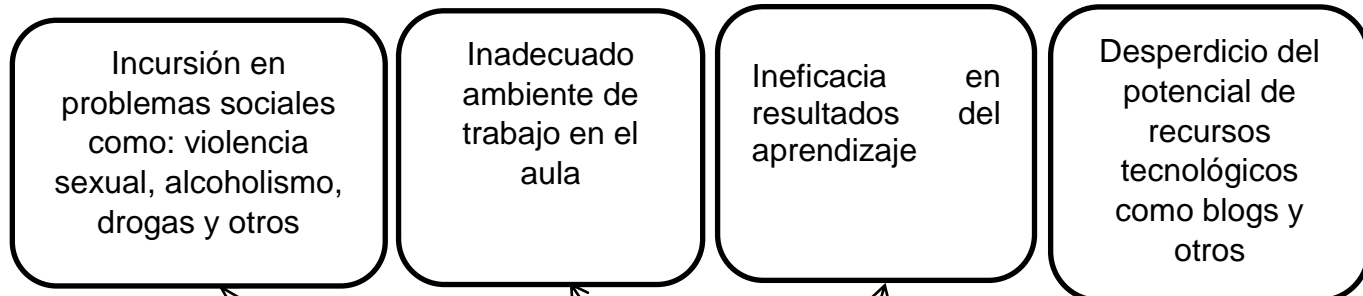 Incursión en
problemas sociales
como: violencia
sexual, alcoholismo,
drogas y otros
Inadecuado
ambiente de
trabajo en el
aula
Ineficacia en
resultados del
aprendizaje
Desperdicio del
potencial de
recursos
tecnológicos
como blogs y
otros